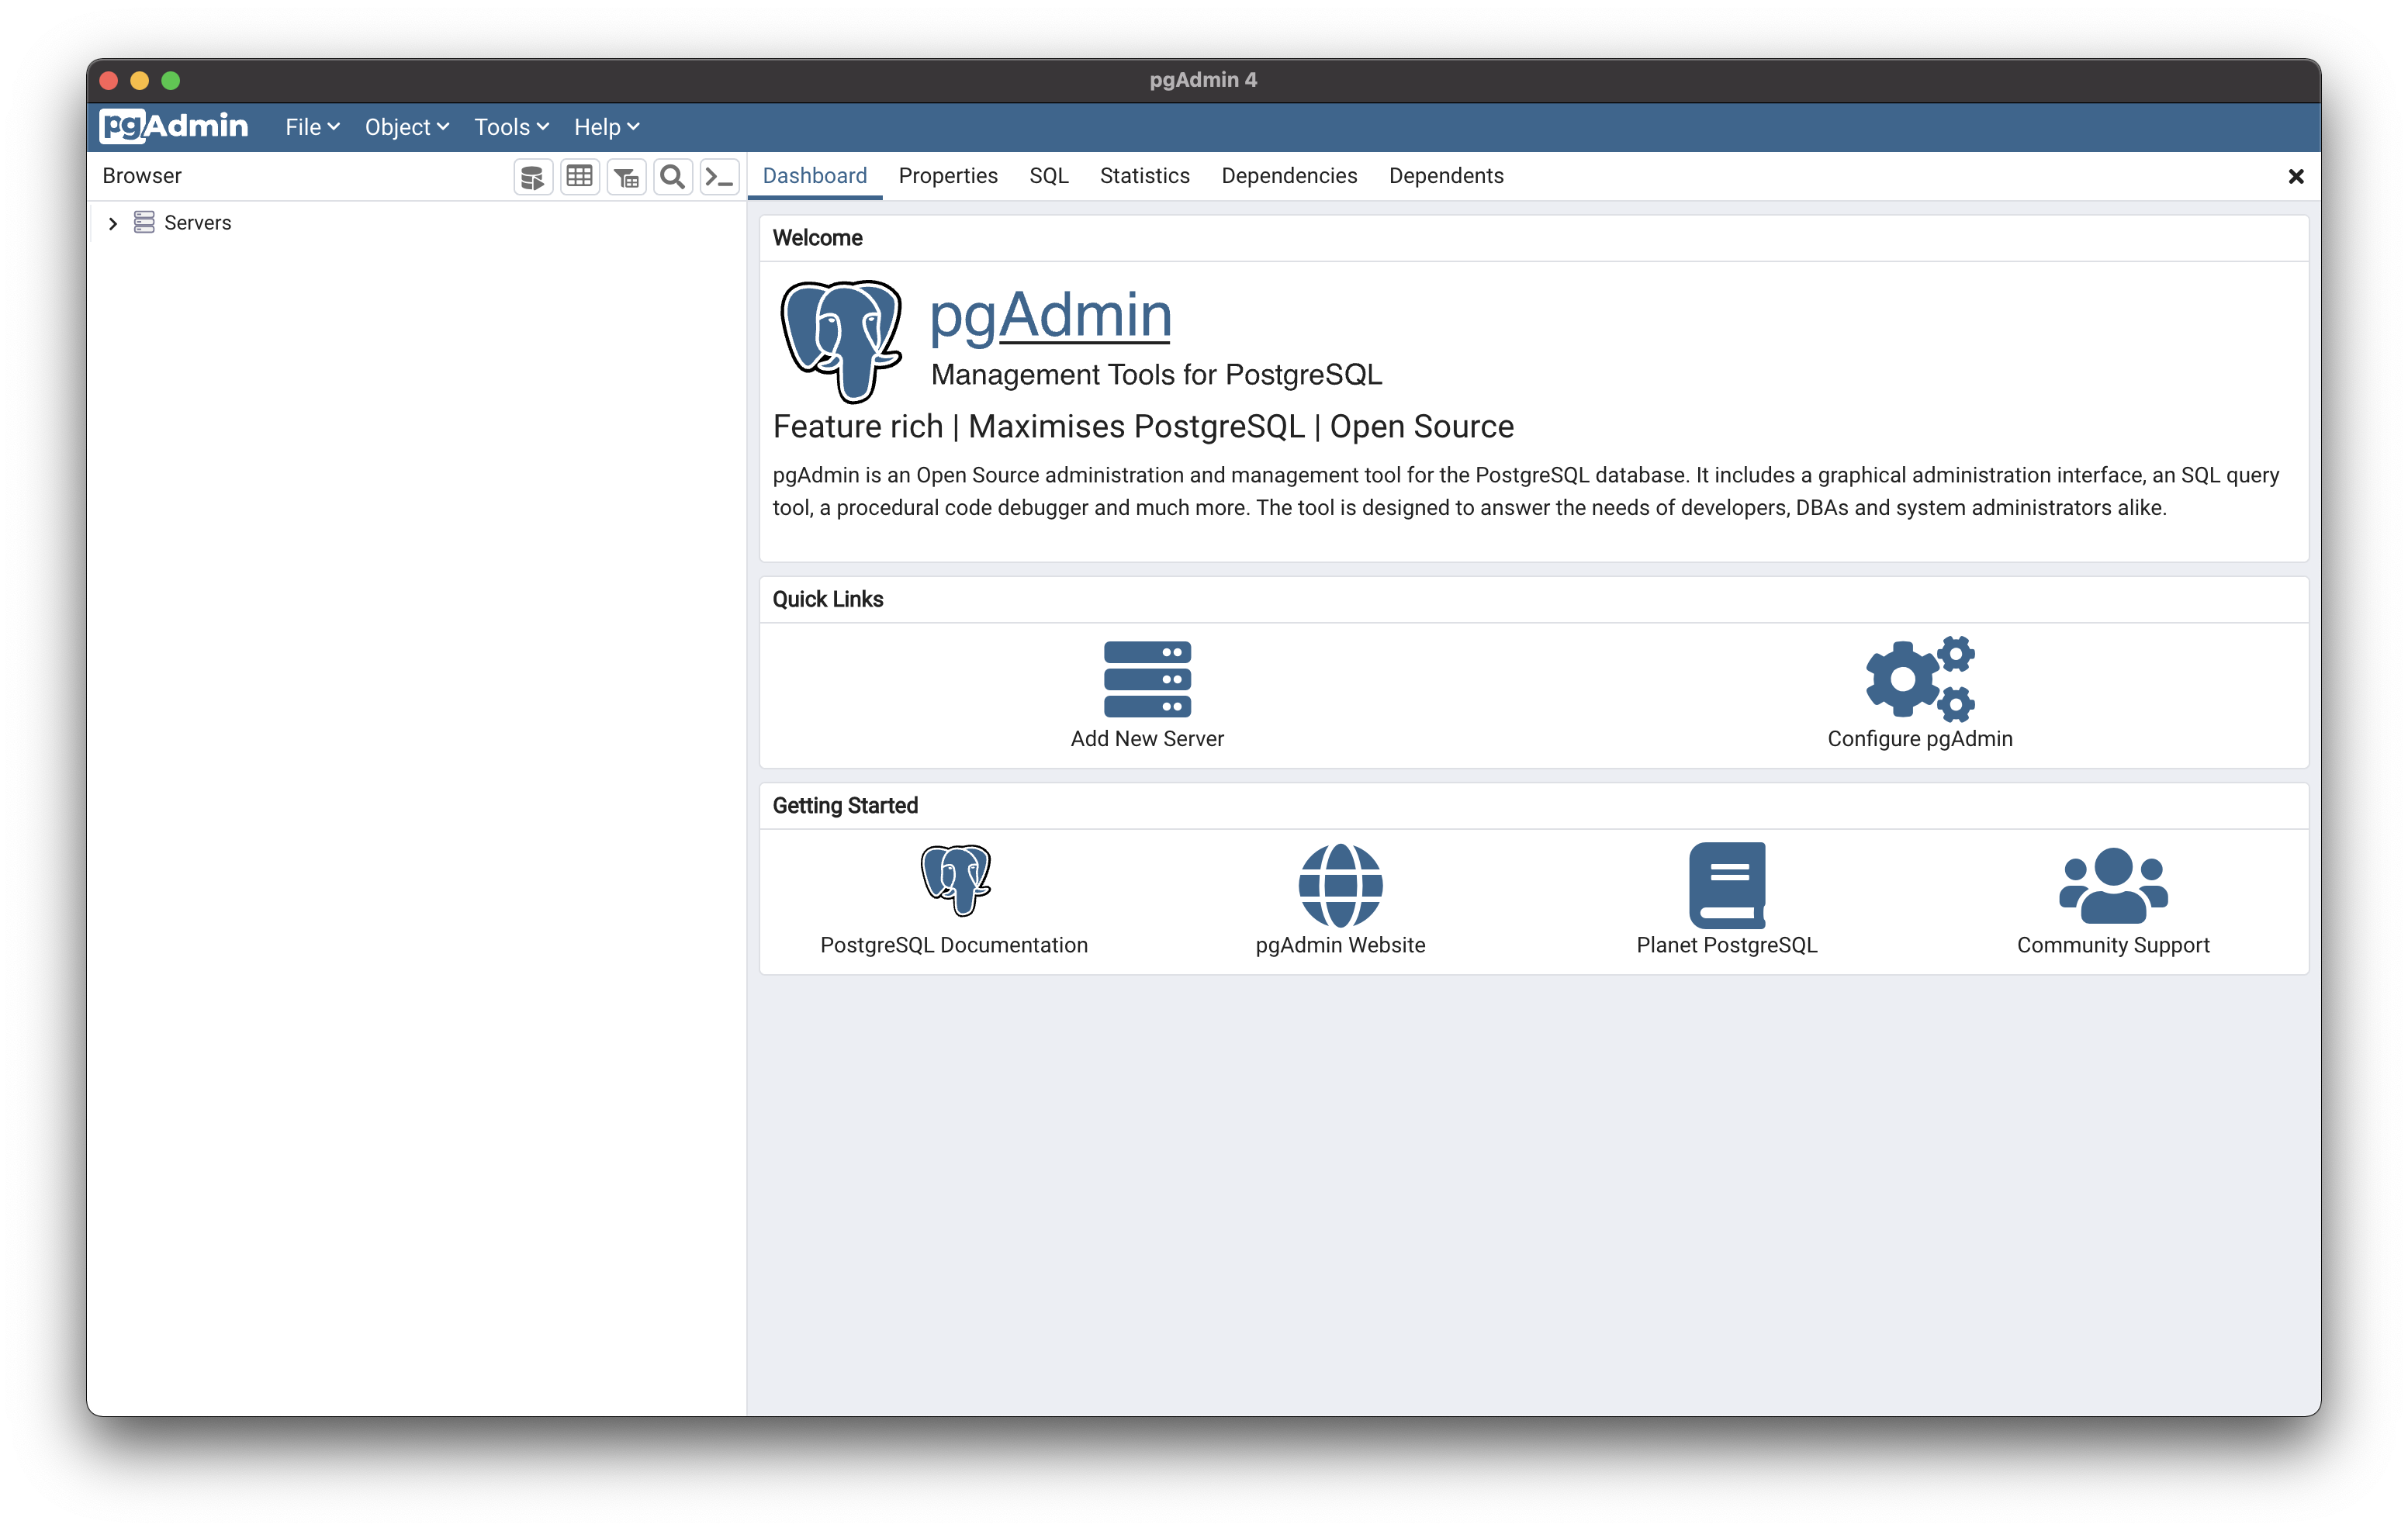 pgAdmin 4
pgAdmin File Object Tools Help
Browser
Dashboard Properties SQL Statistics Dependencies Dependents
Servers
Welcome
pgAdmin
Management Tools for PostgreSQL
Feature rich | Maximises PostgreSQL | Open Source
pgAdmin is an Open Source administration and management tool for the PostgreSQL database. It includes a graphical administration interface, an SQL query
tool, a procedural code debugger and much more. The tool is designed to answer the needs of developers, DBAs and system administrators alike.
Quick Links
Add New Server
Configure pgAdmin
Getting Started
PostgreSQL Documentation
pgAdmin Website
Planet PostgreSQL
Community Support